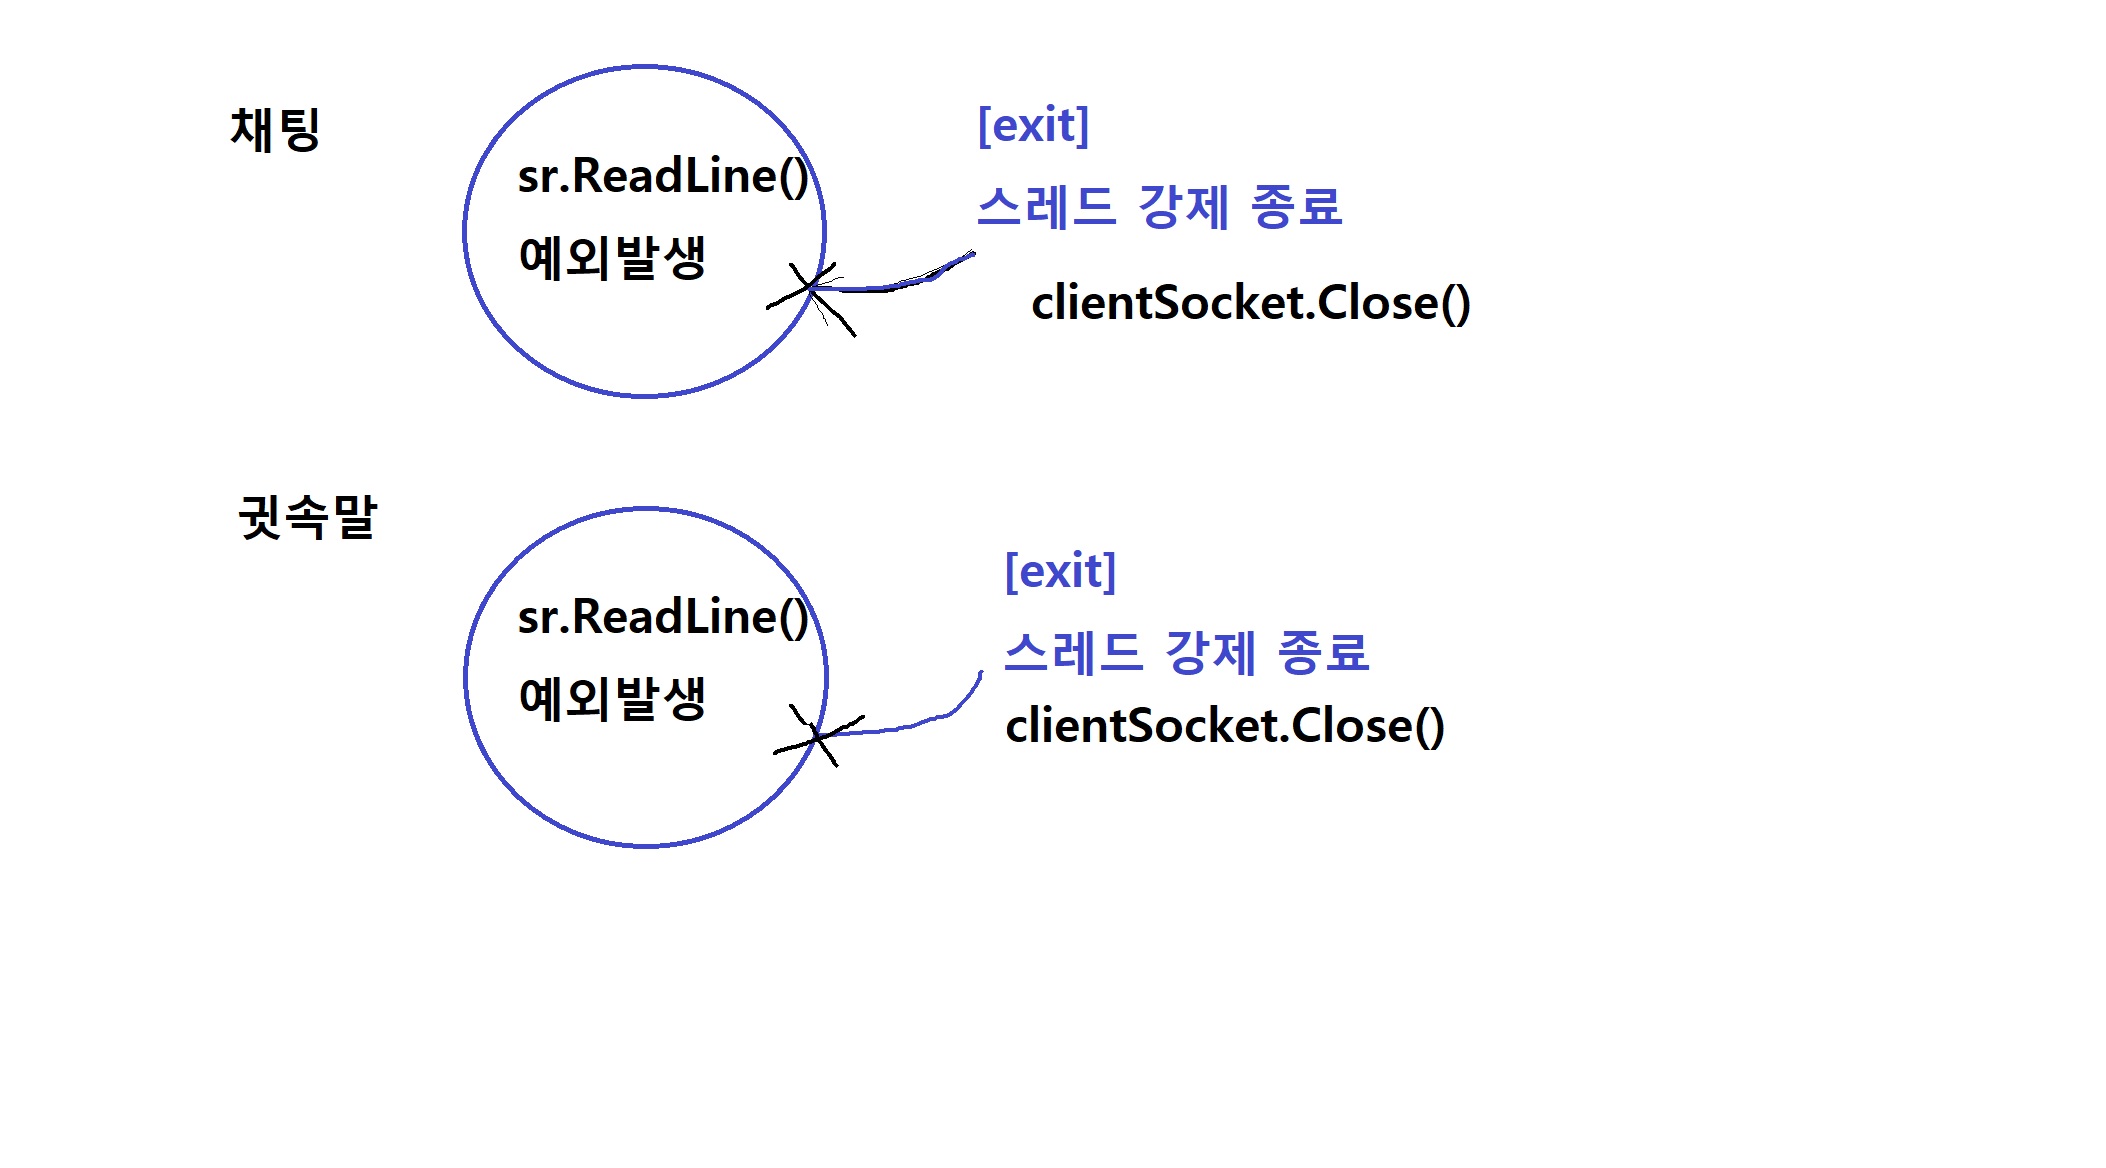 채팅
sr.ReadLine()
예외발생
[exit]
스레드 강제 종료
clientSocket.Close()
귓속말
sr.ReadLine()
예외발생
[exit]
스레드 강제 종료
clientSocket.Close()